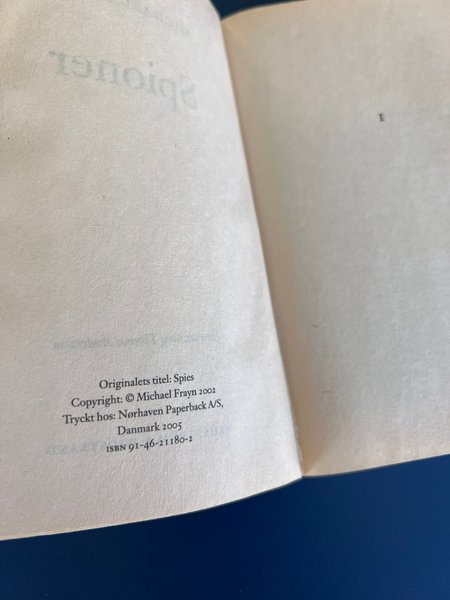 Spioner
Originalets titel: Spies
Copyright: © Michael Frayn 2002
Tryckt hos: Nørhaven Paperback A/S,
Danmark 2005
ISBN 91-46-21180-2
I